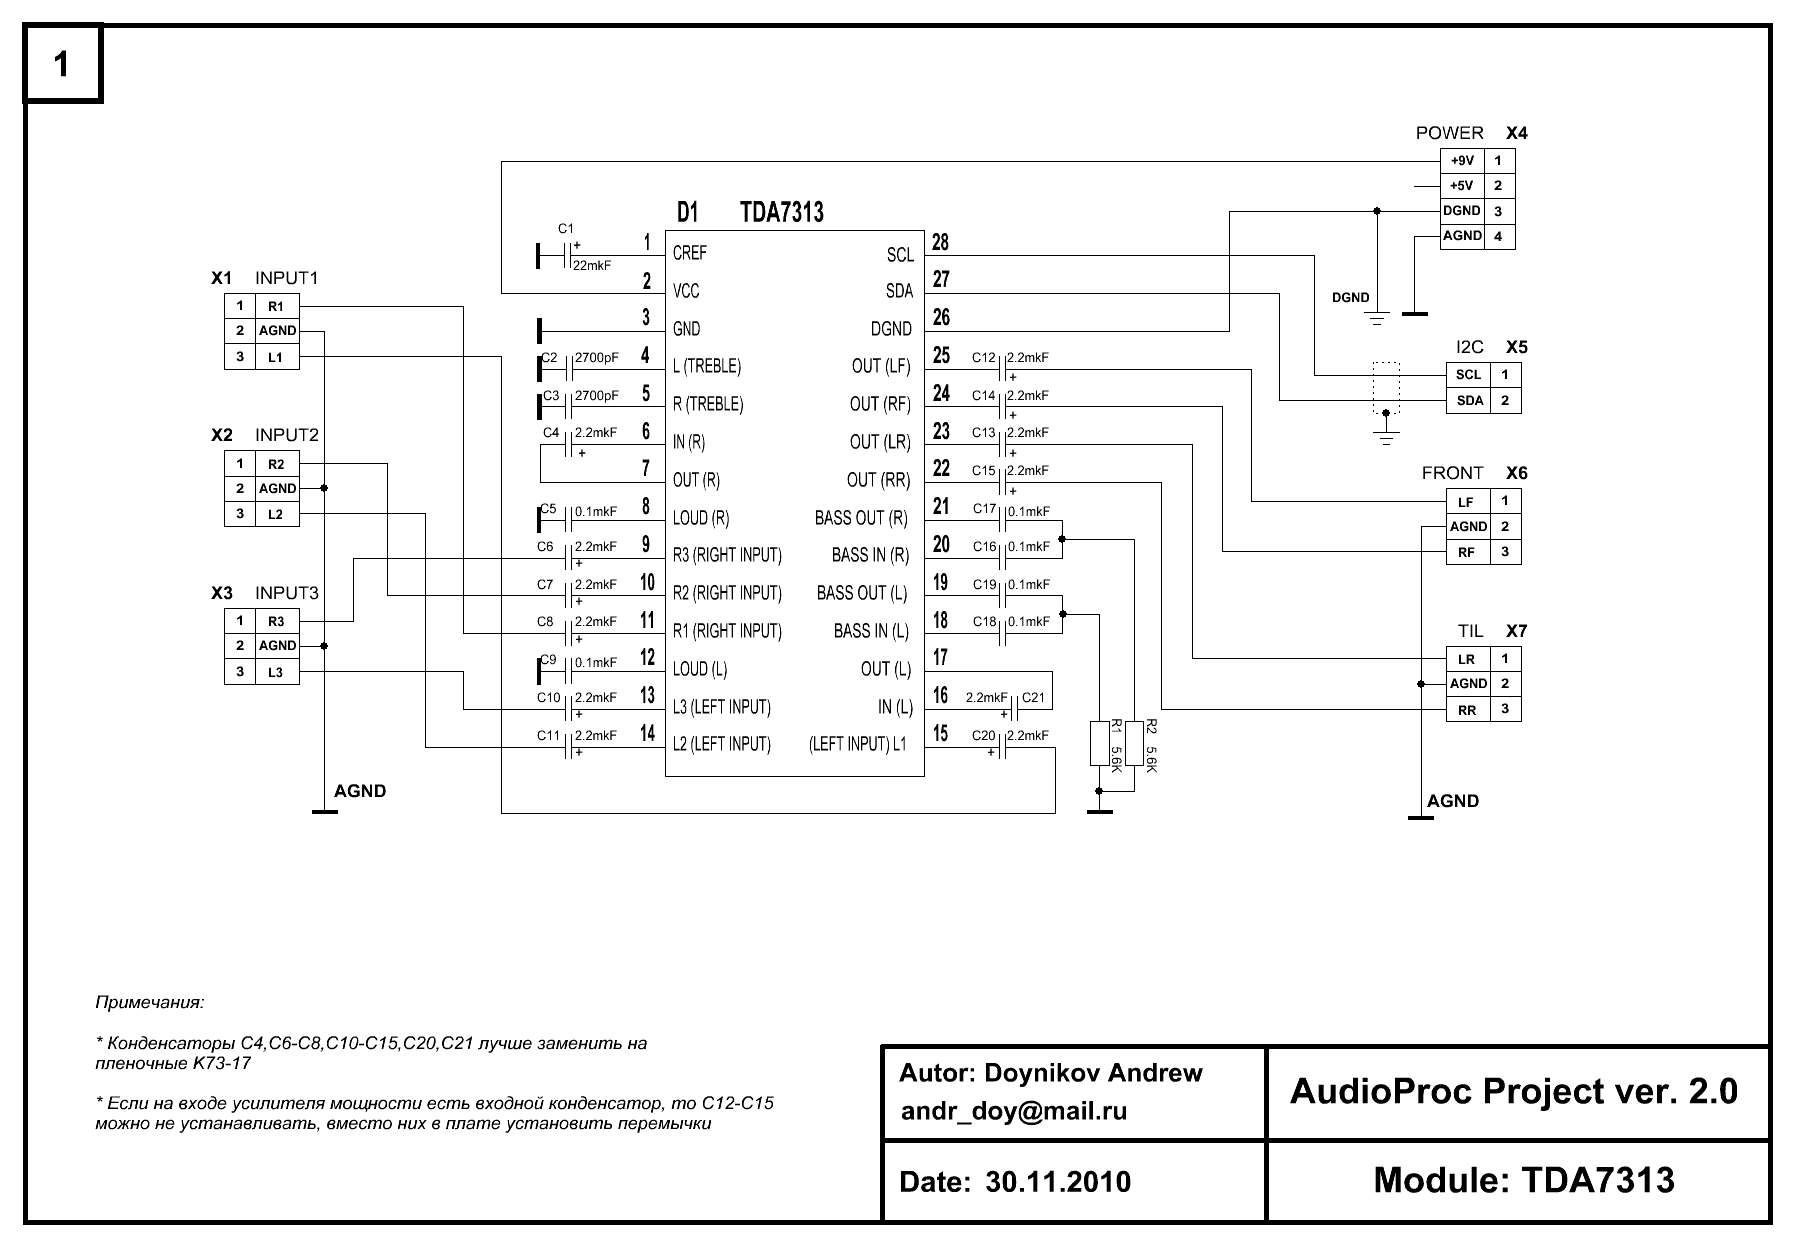 1
POWER X4
+9V 1
+5V 2
DGND 3
AGND 4
D1 TDA7313
C1
+
22mkF
1 CREF
2 VCC
3 GND
C2 2700pF 4 L (TREBLE)
C3 2700pF 5 R (TREBLE)
C4 2.2mkF + 6 IN (R)
7 OUT (R)
C5 0.1mkF 8 LOUD (R)
C6 2.2mkF + 9 R3 (RIGHT INPUT)
C7 2.2mkF + 10 R2 (RIGHT INPUT)
C8 2.2mkF + 11 R1 (RIGHT INPUT)
C9 0.1mkF 12 LOUD (L)
C10 2.2mkF + 13 L3 (LEFT INPUT)
C11 2.2mkF + 14 L2 (LEFT INPUT)
SCL 28
SDA 27
DGND 26
OUT (LF) 25 C12 2.2mkF +
OUT (RF) 24 C14 2.2mkF +
OUT (LR) 23 C13 2.2mkF +
OUT (RR) 22 C15 2.2mkF +
BASS OUT (R) 21 C17 0.1mkF
BASS IN (R) 20 C16 0.1mkF
BASS OUT (L) 19 C19 0.1mkF
BASS IN (L) 18 C18 0.1mkF
OUT (L) 17
IN (L) 16 2.2mkF + C21
(LEFT INPUT) L1 15 C20 + 2.2mkF
R1 5.6K
R2 5.6K
X1 INPUT1
1 R1
2 AGND
3 L1
X2 INPUT2
1 R2
2 AGND
3 L2
X3 INPUT3
1 R3
2 AGND
3 L3
AGND
DGND
I2C X5
SCL 1
SDA 2
FRONT X6
LF 1
AGND 2
RF 3
TIL X7
LR 1
AGND 2
RR 3
AGND
Примечания:
* Конденсаторы C4,C6-C8,C10-C15,C20,C21 лучше заменить на
пленочные К73-17
* Если на входе усилителя мощности есть входной конденсатор, то C12-C15
можно не устанавливать, вместо них в плате установить перемычки
Autor: Doynikov Andrew
andr_doy@mail.ru
AudioProc Project ver. 2.0
Date: 30.11.2010
Module: TDA7313